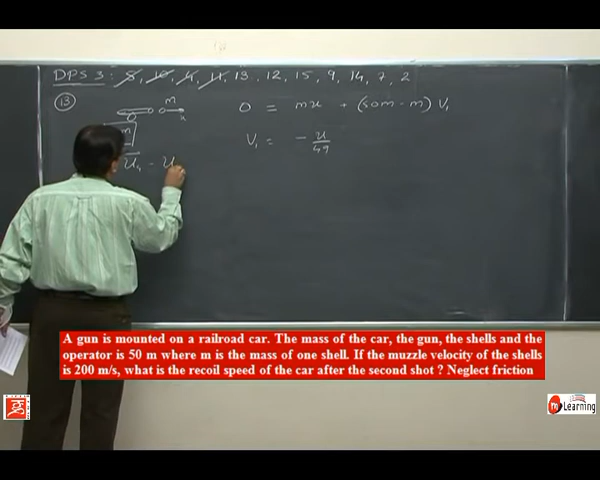 DPS 3 : 8, 10, 4, 11, 13, 12, 15, 9, 14, 7, 2
13
m
0 = mu + (50m - m) V₁
u
m
V₁ = - u/49
- u
A gun is mounted on a railroad car. The mass of the car, the gun, the shells and the
operator is 50 m where m is the mass of one shell. If the muzzle velocity of the shells
is 200 m/s, what is the recoil speed of the car after the second shot ? Neglect friction
Learning